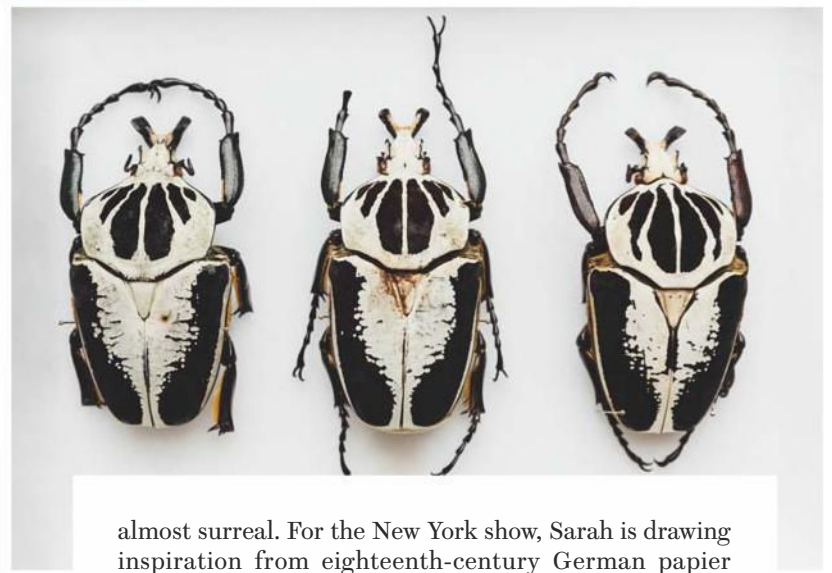 almost surreal. For the New York show, Sarah is drawing
inspiration from eighteenth-century German papier